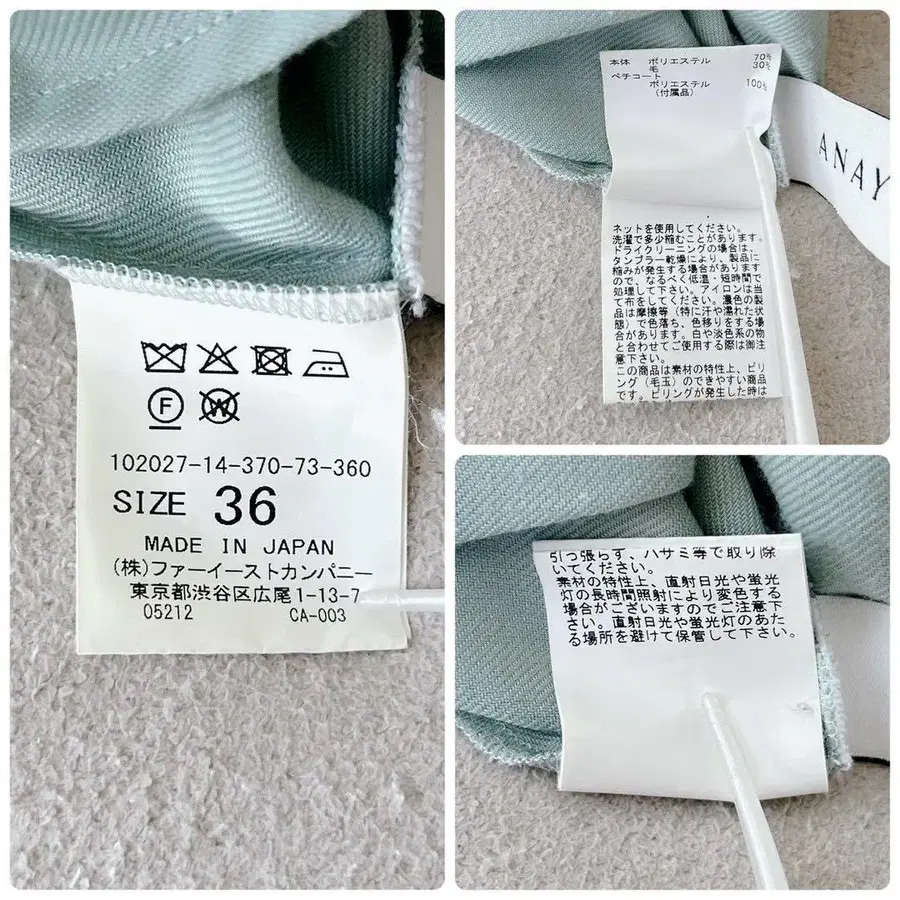 F
W
102027-14-370-73-360
SIZE 36
MADE IN JAPAN
(株)ファーイーストカンパニー
東京都渋谷区広尾1-13-7
05212 CA-003
本体 ポリエステル 70%
毛 30%
ペチコート
ポリエステル 100%
(付属品)
ANAY
ネットを使用してください。
洗濯で多少縮むことがあります。
ドライクリーニングの場合は、
タンブラー乾燥により、製品に
縮みが発生する場合があります
ので、なるべく低温・短時間で
処理して下さい。アイロンは当
て布をしてください。濃色の製
品は摩擦等(特に汗や濡れた状
態)で色落ち、色移りをする場
合があります。白や淡色系の物
と合わせてご使用する際は御注
意下さい。
この商品は素材の特性上、ピリ
ング(毛玉)のできやすい商品
です。ピリングが発生した時は
引っ張らず、ハサミ等で取り除
いてください。
素材の特性上、直射日光や蛍光
灯の長時間照射により変色する
場合がございますのでご注意下
さい。直射日光や蛍光灯のあた
る場所を避けて保管して下さい。